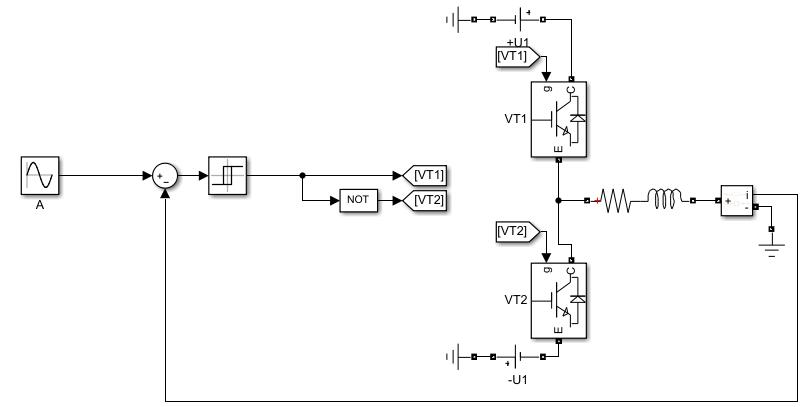 +
+U1
[VT1]
g
C
VT1
E
A
+
-
[VT1]
NOT
[VT2]
+
+
i
-
[VT2]
g
C
VT2
E
+
-U1